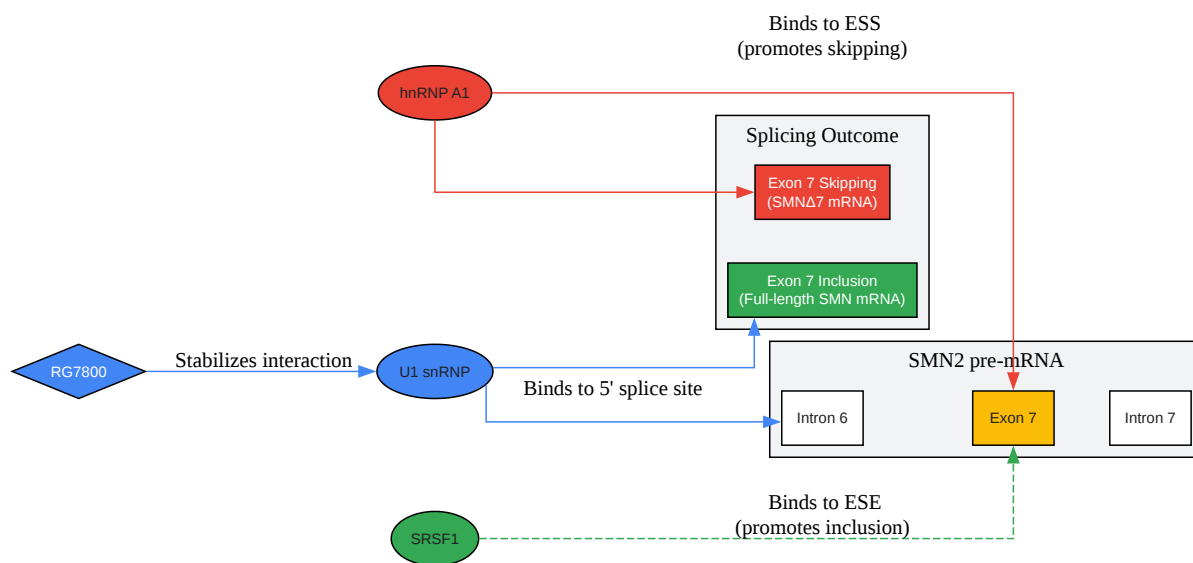 Binds to ESS
(promotes skipping)
hnRNP A1
Splicing Outcome
Exon 7 Skipping
(SMNΔ7 mRNA)
Exon 7 Inclusion
(Full-length SMN mRNA)
RG7800
Stabilizes interaction
U1 snRNP
Binds to 5' splice site
SMN2 pre-mRNA
Intron 6
Exon 7
Intron 7
Binds to ESE
(promotes inclusion)
SRSF1